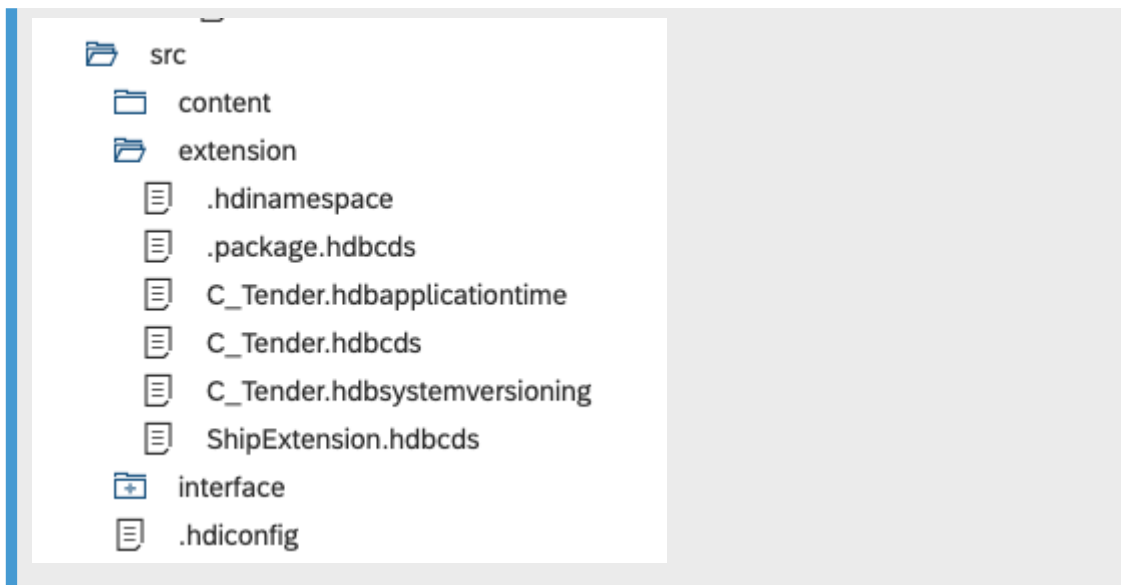 src
content
extension
.hdinamespace
.package.hdbcds
C_Tender.hdbapplicationtime
C_Tender.hdbcds
C_Tender.hdbsystemversioning
ShipExtension.hdbcds
interface
.hdiconfig